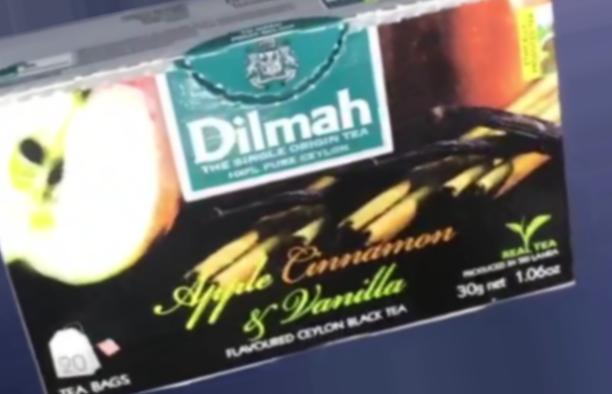 Dilmah
THE SINGLE ORIGIN TEA
100% PURE CEYLON
Apple Cinnamon
& Vanilla
FLAVOURED CEYLON BLACK TEA
REAL TEA
PRODUCED IN SRI LANKA
30g net 1.06oz
20
TEA BAGS